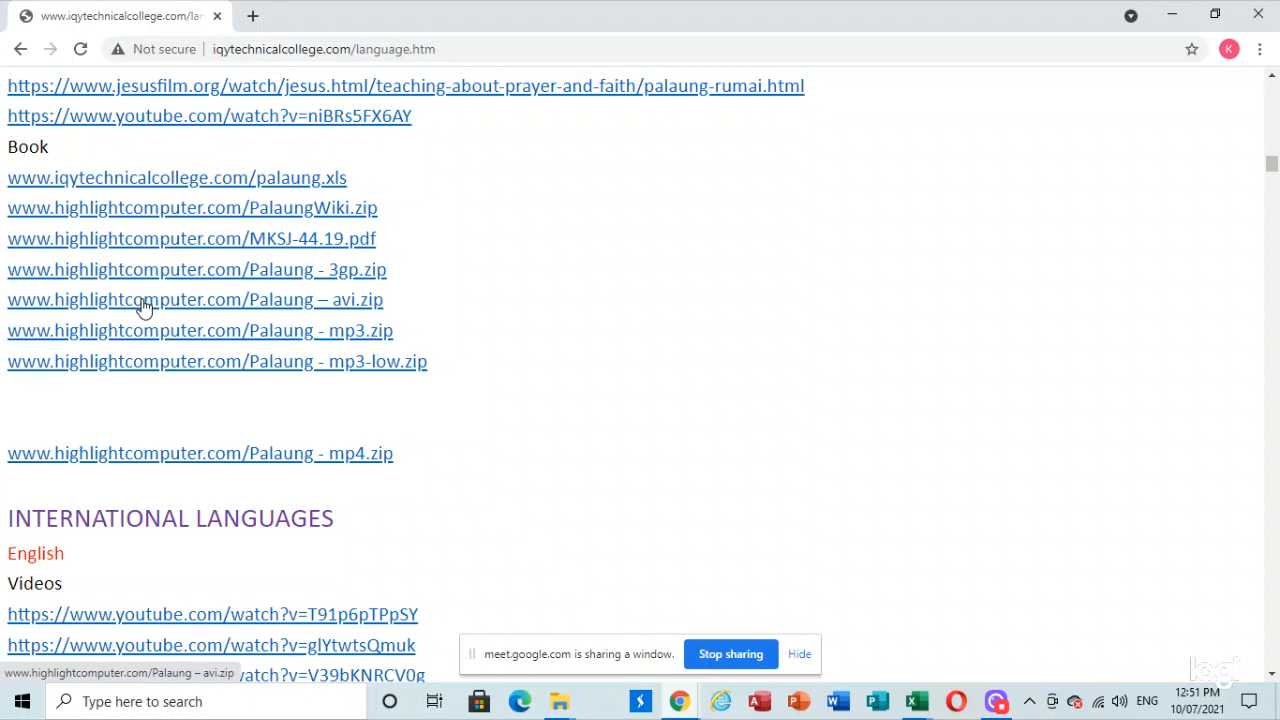 www.iqytechnicalcollege.com/lan
Not secure
iqytechnicalcollege.com/language.htm
K
https://www.jesusfilm.org/watch/jesus.html/teaching-about-prayer-and-faith/palaung-rumai.html
https://www.youtube.com/watch?v=niBRs5FX6AY
Book
www.iqytechnicalcollege.com/palaung.xls
www.highlightcomputer.com/PalaungWiki.zip
www.highlightcomputer.com/MKSJ-44.19.pdf
www.highlightcomputer.com/Palaung - 3gp.zip
www.highlightcomputer.com/Palaung – avi.zip
www.highlightcomputer.com/Palaung - mp3.zip
www.highlightcomputer.com/Palaung - mp3-low.zip
www.highlightcomputer.com/Palaung - mp4.zip
INTERNATIONAL LANGUAGES
English
Videos
https://www.youtube.com/watch?v=T91p6pTPpSY
https://www.youtube.com/watch?v=glYtwtsQmuk
meet.google.com is sharing a window.
Stop sharing
Hide
www.highlightcomputer.com/Palaung – avi.zip
watch?v=V39bKNRCV0g
Type here to search
ENG
12:51 PM
10/07/2021